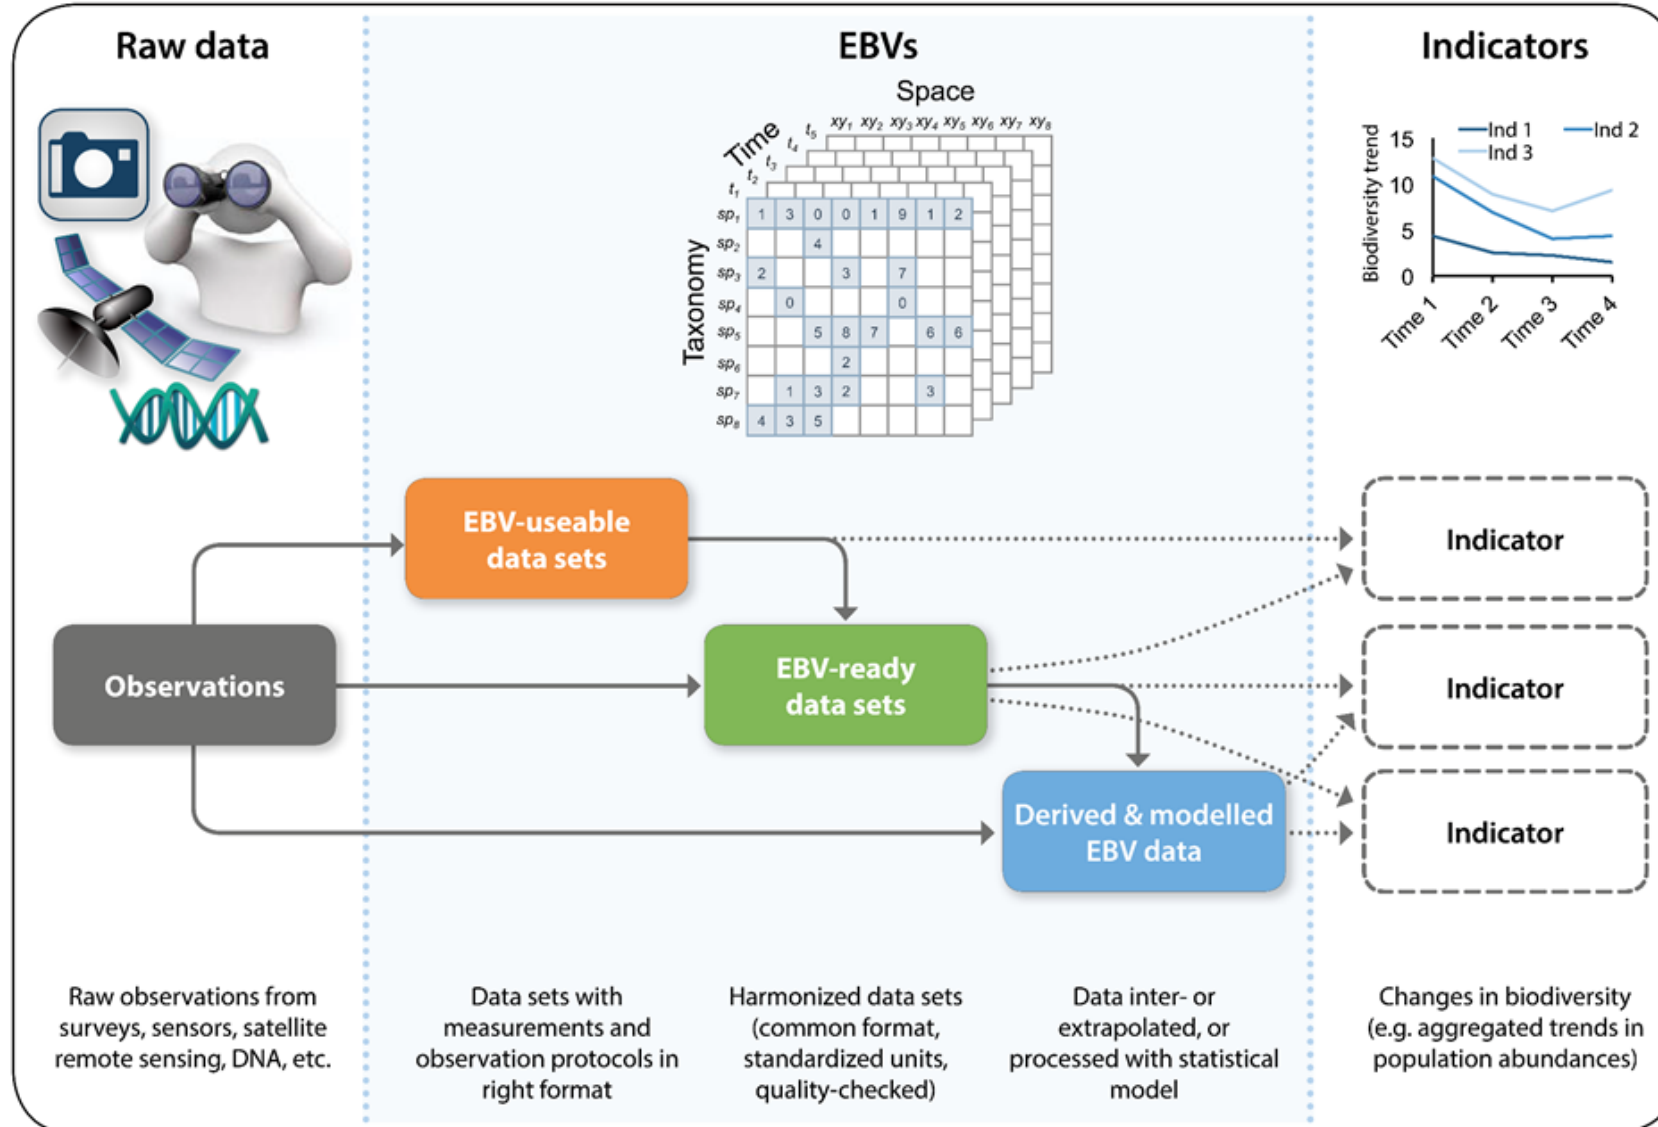 Raw data
EBVs
Indicators
Space
Time
Taxonomy
xy1 xy2 xy3 xy4 xy5 xy6 xy7 xy8
t5
t4
t3
t2
t1
sp1 1 3 0 0 1 9 1 2
sp2 4
sp3 2 3 7
sp4 0 0
sp5 5 8 7 6 6
sp6 2
sp7 1 3 2 3
sp8 4 3 5
Biodiversity trend
15
10
5
0
Ind 1
Ind 2
Ind 3
Time 1
Time 2
Time 3
Time 4
EBV-useable
data sets
Indicator
Observations
EBV-ready
data sets
Indicator
Derived & modelled
EBV data
Indicator
Raw observations from
surveys, sensors, satellite
remote sensing, DNA, etc.
Data sets with
measurements and
observation protocols in
right format
Harmonized data sets
(common format,
standardized units,
quality-checked)
Data inter- or
extrapolated, or
processed with statistical
model
Changes in biodiversity
(e.g. aggregated trends in
population abundances)